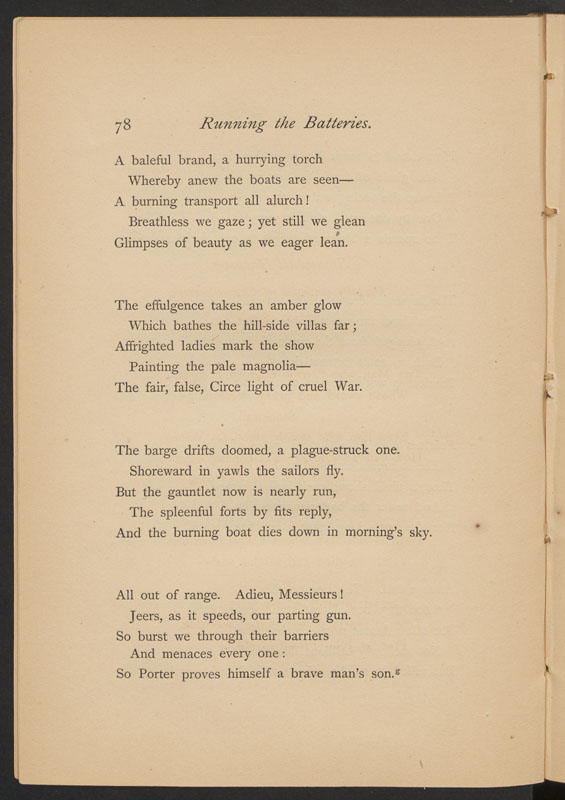 78 Running the Batteries.
A baleful brand, a hurrying torch
Whereby anew the boats are seen—
A burning transport all alurch!
Breathless we gaze; yet still we glean
Glimpses of beauty as we eager lean.
The effulgence takes an amber glow
Which bathes the hill-side villas far;
Affrighted ladies mark the show
Painting the pale magnolia—
The fair, false, Circe light of cruel War.
The barge drifts doomed, a plague-struck one.
Shoreward in yawls the sailors fly.
But the gauntlet now is nearly run,
The spleenful forts by fits reply,
And the burning boat dies down in morning's sky.
All out of range. Adieu, Messieurs!
Jeers, as it speeds, our parting gun.
So burst we through their barriers
And menaces every one:
So Porter proves himself a brave man's son.g